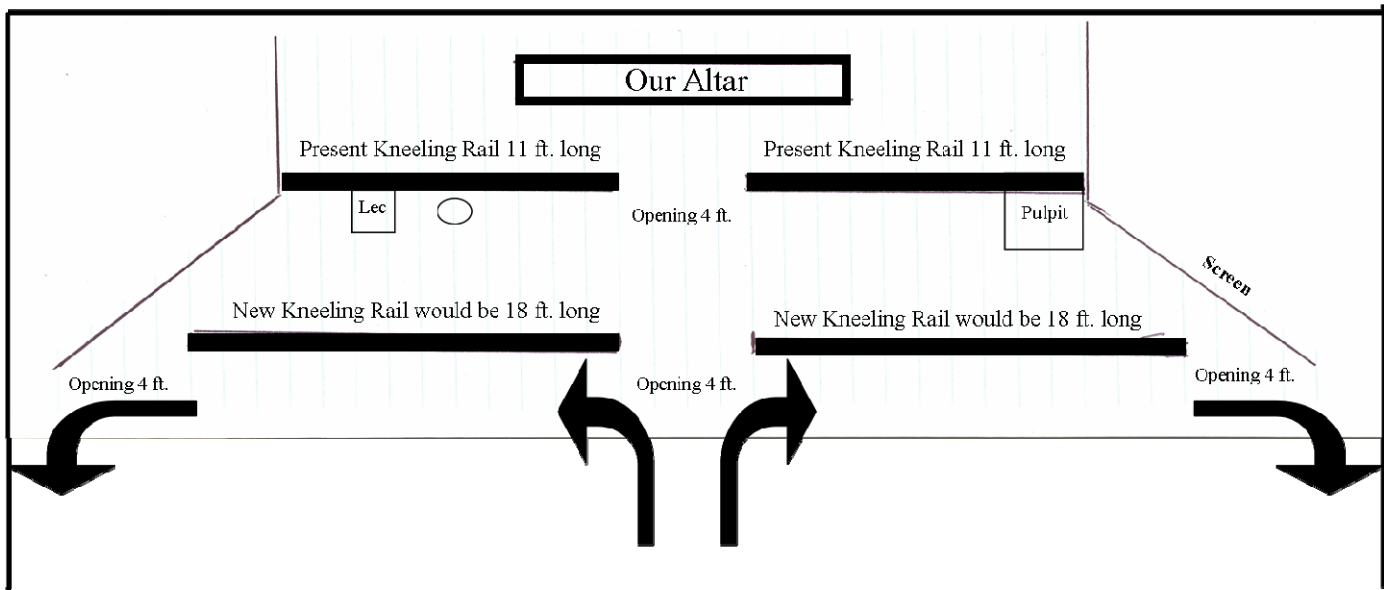 Our Altar
Present Kneeling Rail 11 ft. long
Present Kneeling Rail 11 ft. long
Lec
Opening 4 ft.
Pulpit
Screen
New Kneeling Rail would be 18 ft. long
New Kneeling Rail would be 18 ft. long
Opening 4 ft.
Opening 4 ft.
Opening 4 ft.